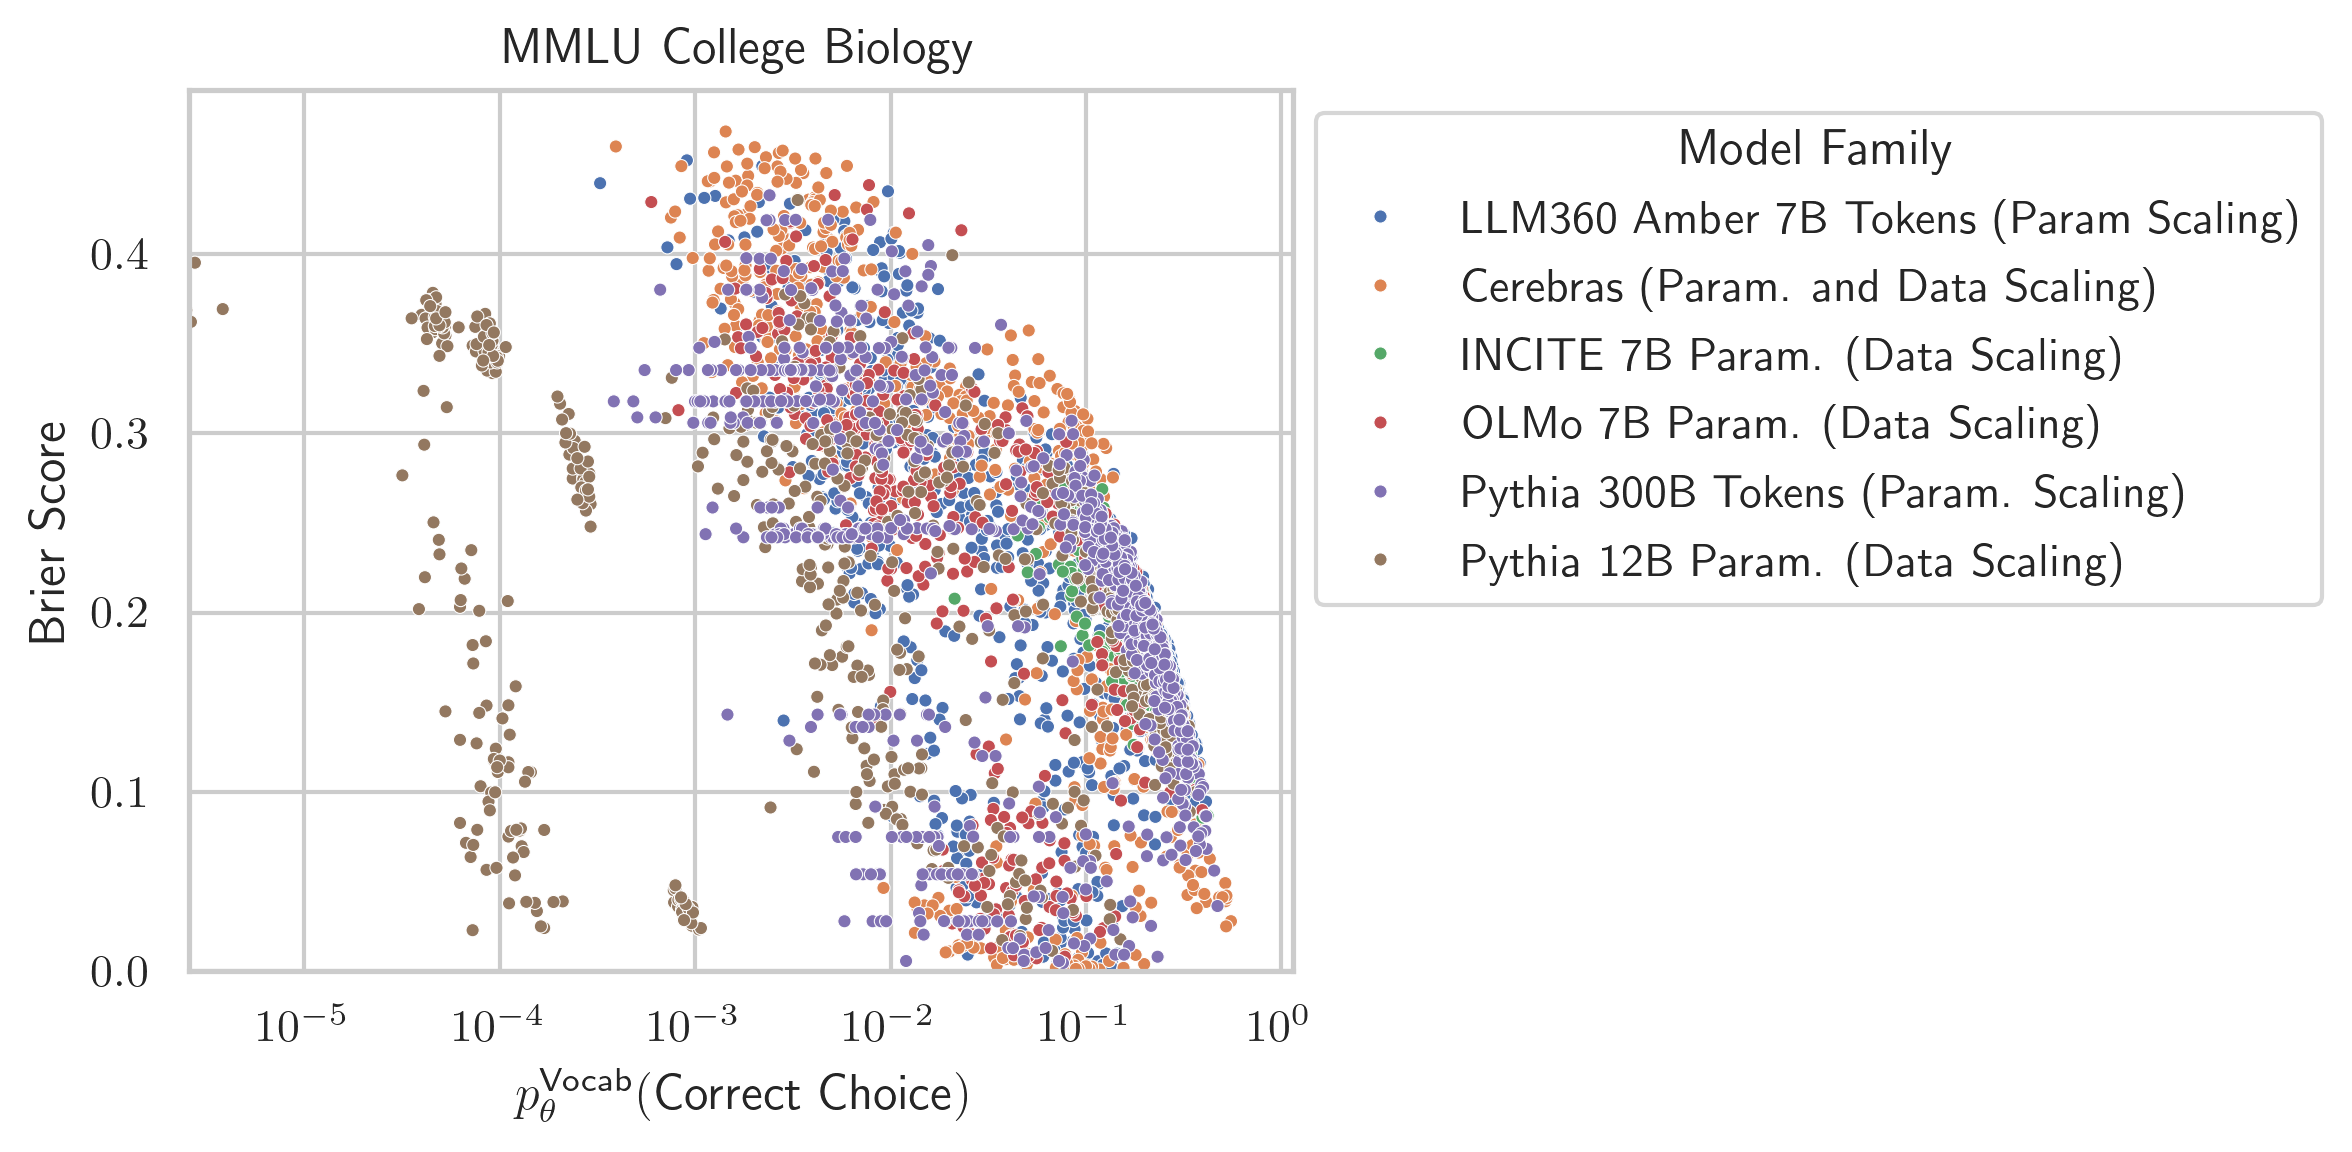 MMLU College Biology
Brier Score
0.4
0.3
0.2
0.1
0.0
10⁻⁵ 10⁻⁴ 10⁻³ 10⁻² 10⁻¹ 10⁰
p_θ^Vocab(Correct Choice)
Model Family
LLM360 Amber 7B Tokens (Param Scaling)
Cerebras (Param. and Data Scaling)
INCITE 7B Param. (Data Scaling)
OLMo 7B Param. (Data Scaling)
Pythia 300B Tokens (Param. Scaling)
Pythia 12B Param. (Data Scaling)